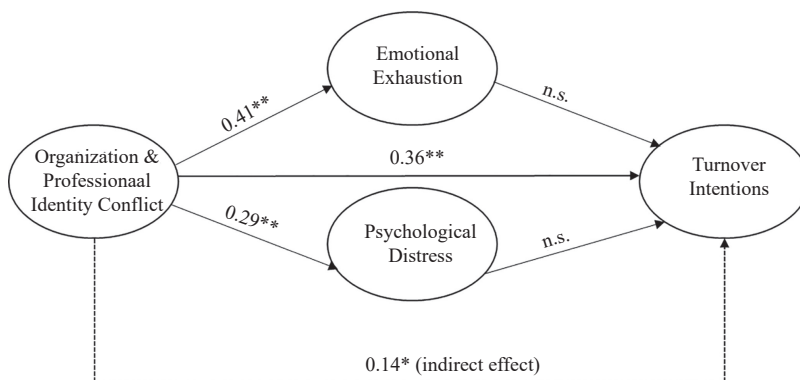 Emotional
Exhaustion
n.s.
0.41**
Organization &
Professionaal
Identity Conflict
0.36**
Turnover
Intentions
0.29**
Psychological
Distress
n.s.
0.14* (indirect effect)